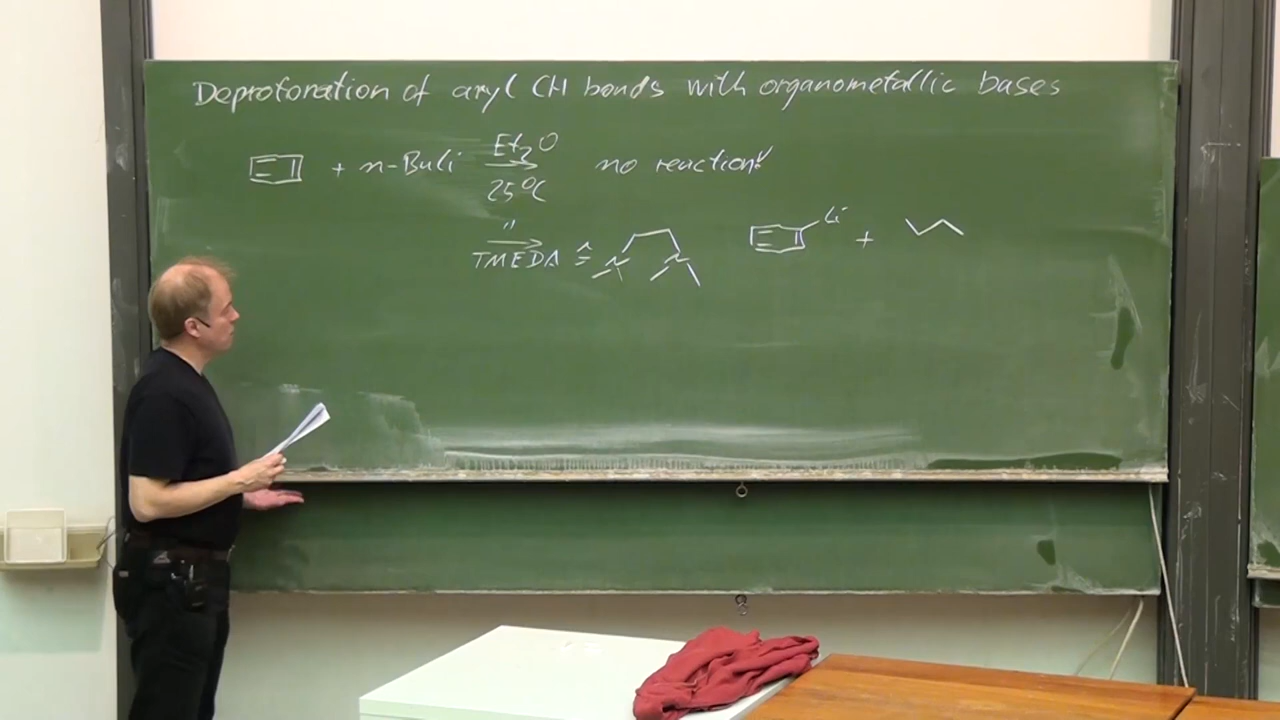 Deprotonation of aryl CH bonds with organometallic bases
+ n-BuLi Et2O 25°C no reaction!
"
TMEDA ≙ N N Li +